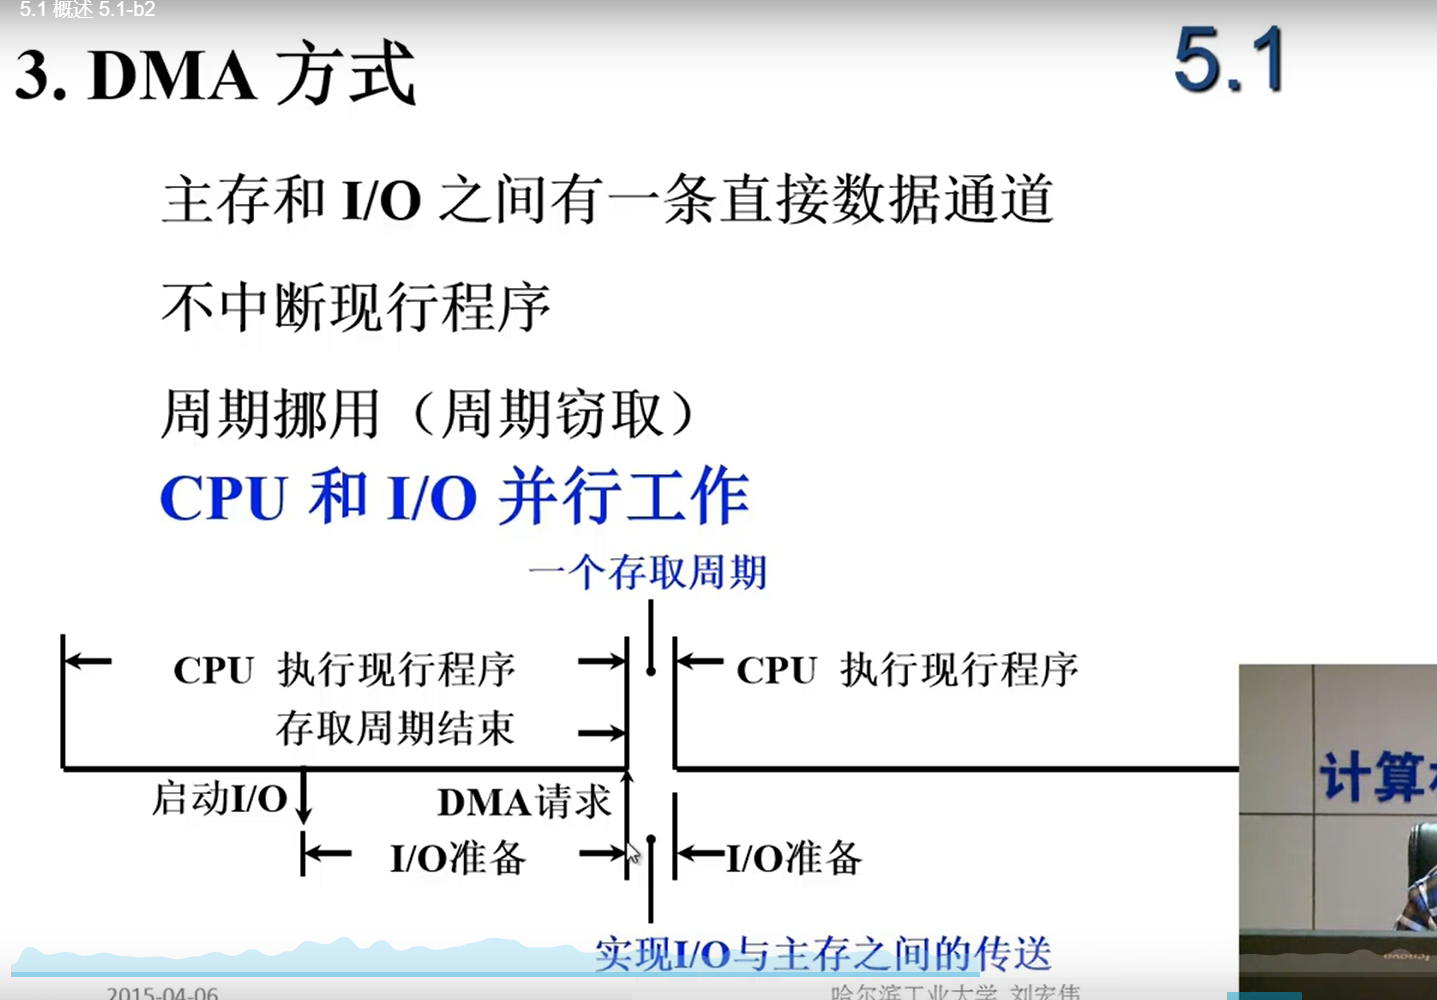 5.1 概述 5.1-b2
3. DMA 方式
5.1
主存和 I/O 之间有一条直接数据通道
不中断现行程序
周期挪用（周期窃取）
CPU 和 I/O 并行工作
一个存取周期
CPU 执行现行程序
CPU 执行现行程序
存取周期结束
启动I/O
DMA请求
I/O准备
I/O准备
实现I/O与主存之间的传送
计算
lenovo
2015-04-06
哈尔滨工业大学 刘宏伟